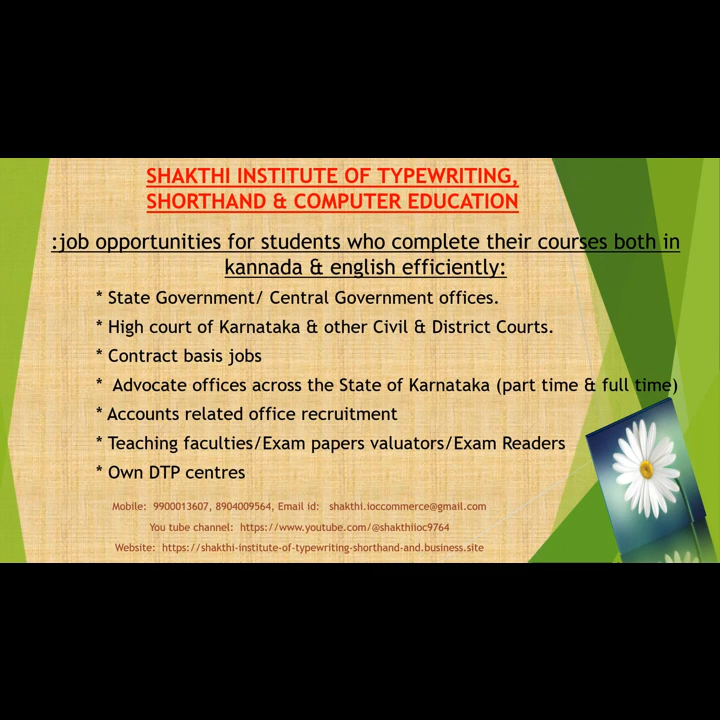 SHAKTHI INSTITUTE OF TYPEWRITING,
SHORTHAND & COMPUTER EDUCATION
:job opportunities for students who complete their courses both in
kannada & english efficiently:
* State Government/ Central Government offices.
* High court of Karnataka & other Civil & District Courts.
* Contract basis jobs
* Advocate offices across the State of Karnataka (part time & full time)
* Accounts related office recruitment
* Teaching faculties/Exam papers valuators/Exam Readers
* Own DTP centres
Mobile: 9900013607, 8904009564, Email id: shakthi.ioccommerce@gmail.com
You tube channel: https://www.youtube.com/@shakthiioc9764
Website: https://shakthi-institute-of-typewriting-shorthand-and.business.site